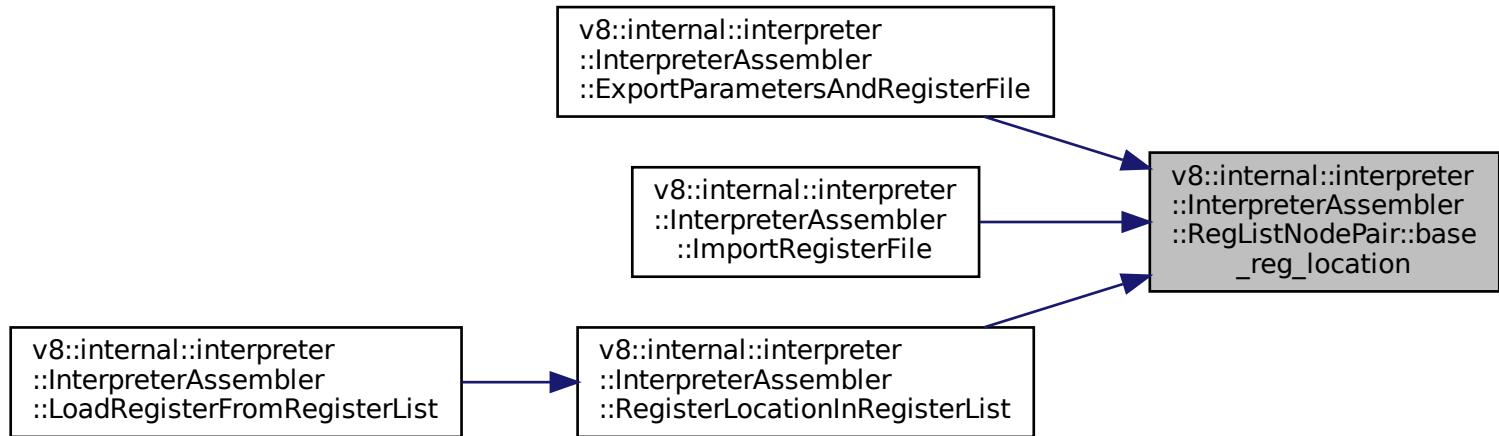 v8::internal::interpreter
::InterpreterAssembler
::ExportParametersAndRegisterFile
v8::internal::interpreter
::InterpreterAssembler
::ImportRegisterFile
v8::internal::interpreter
::InterpreterAssembler
::RegListNodePair::base
_reg_location
v8::internal::interpreter
::InterpreterAssembler
::LoadRegisterFromRegisterList
v8::internal::interpreter
::InterpreterAssembler
::RegisterLocationInRegisterList